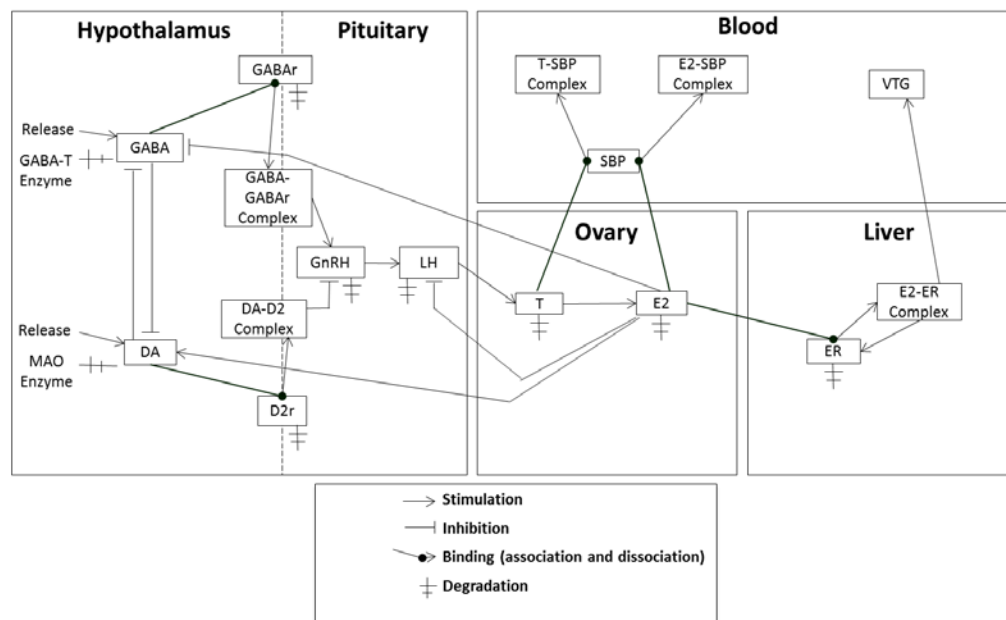 Hypothalamus
Pituitary
Blood
GABAr
T-SBP
Complex
E2-SBP
Complex
VTG
Release
GABA
GABA-T
Enzyme
SBP
GABA-
GABAr
Complex
Ovary
Liver
GnRH
LH
T
E2
E2-ER
Complex
DA-D2
Complex
Release
DA
ER
MAO
Enzyme
D2r
Stimulation
Inhibition
Binding (association and dissociation)
Degradation